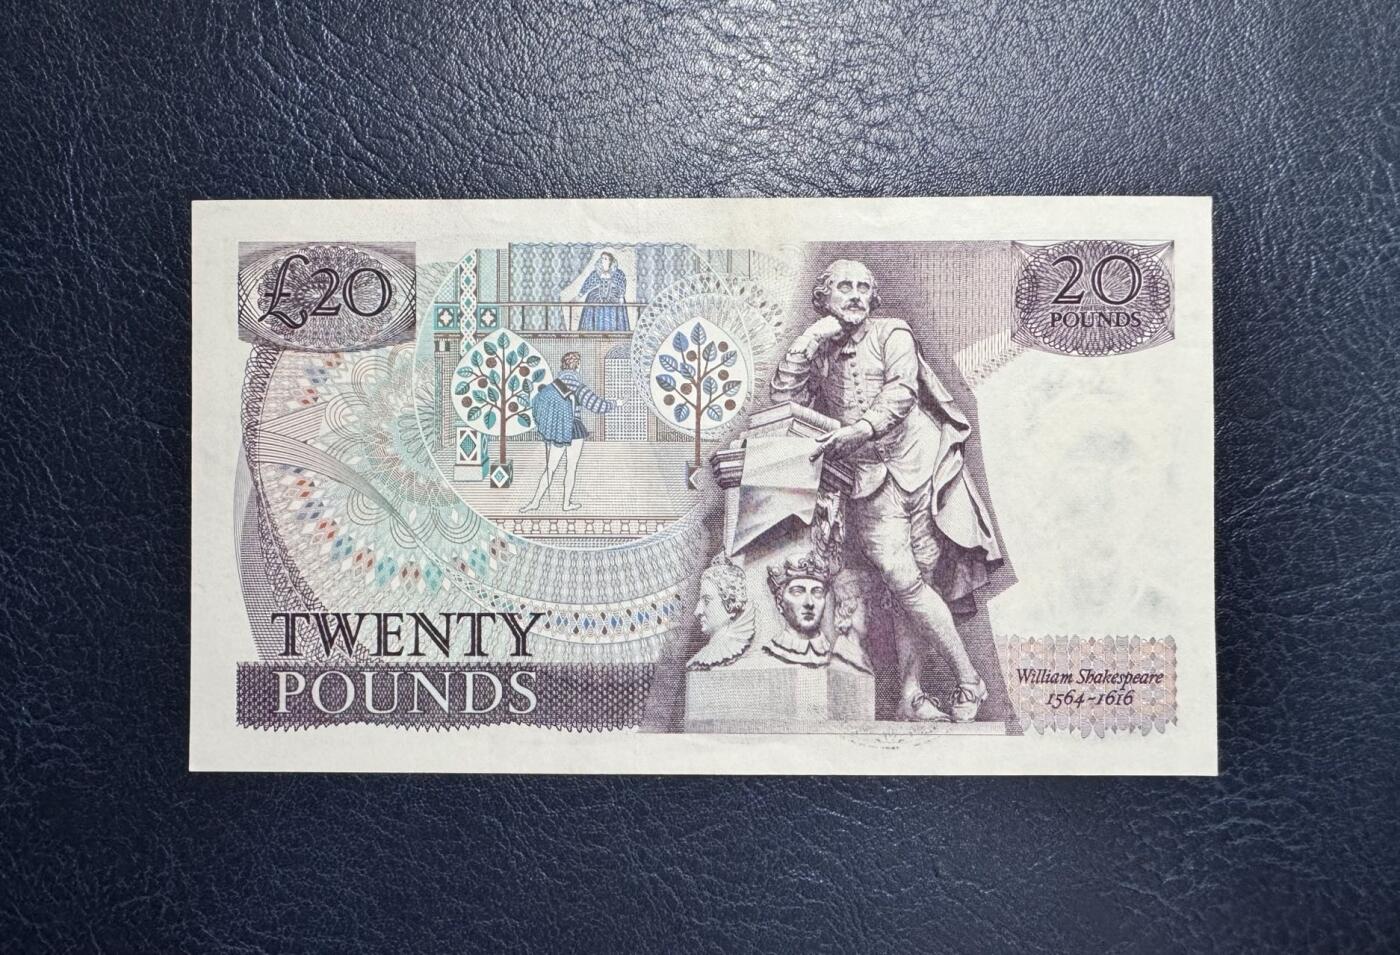 £20
20
POUNDS
TWENTY
POUNDS
William Shakespeare
1564-1616